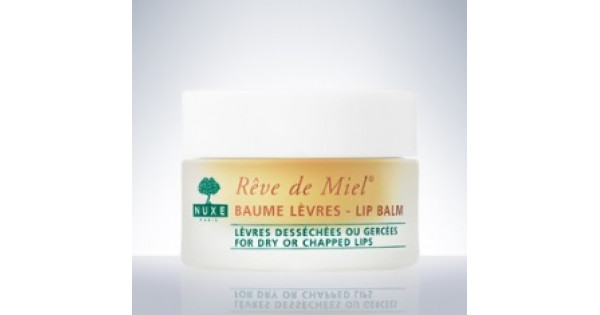 Rêve de Miel®
BAUME LÈVRES - LIP BALM
NUXE
PARIS
LÈVRES DESSÉCHÉES OU GERCÉES
FOR DRY OR CHAPPED LIPS